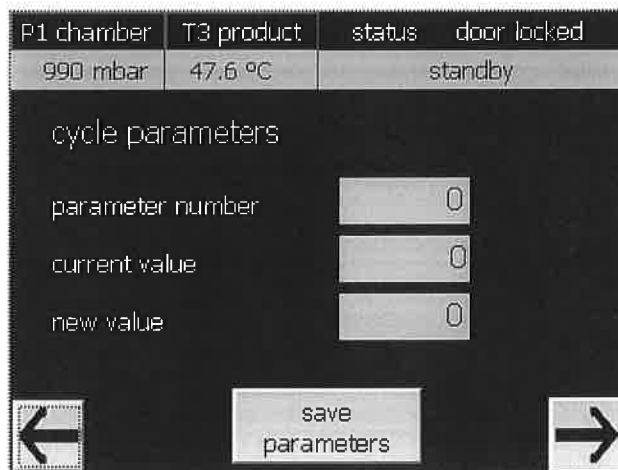 P1 chamber T3 product status door locked
990 mbar 47.6 ºC standby
cycle parameters
parameter number 0
current value 0
new value 0
save
parameters